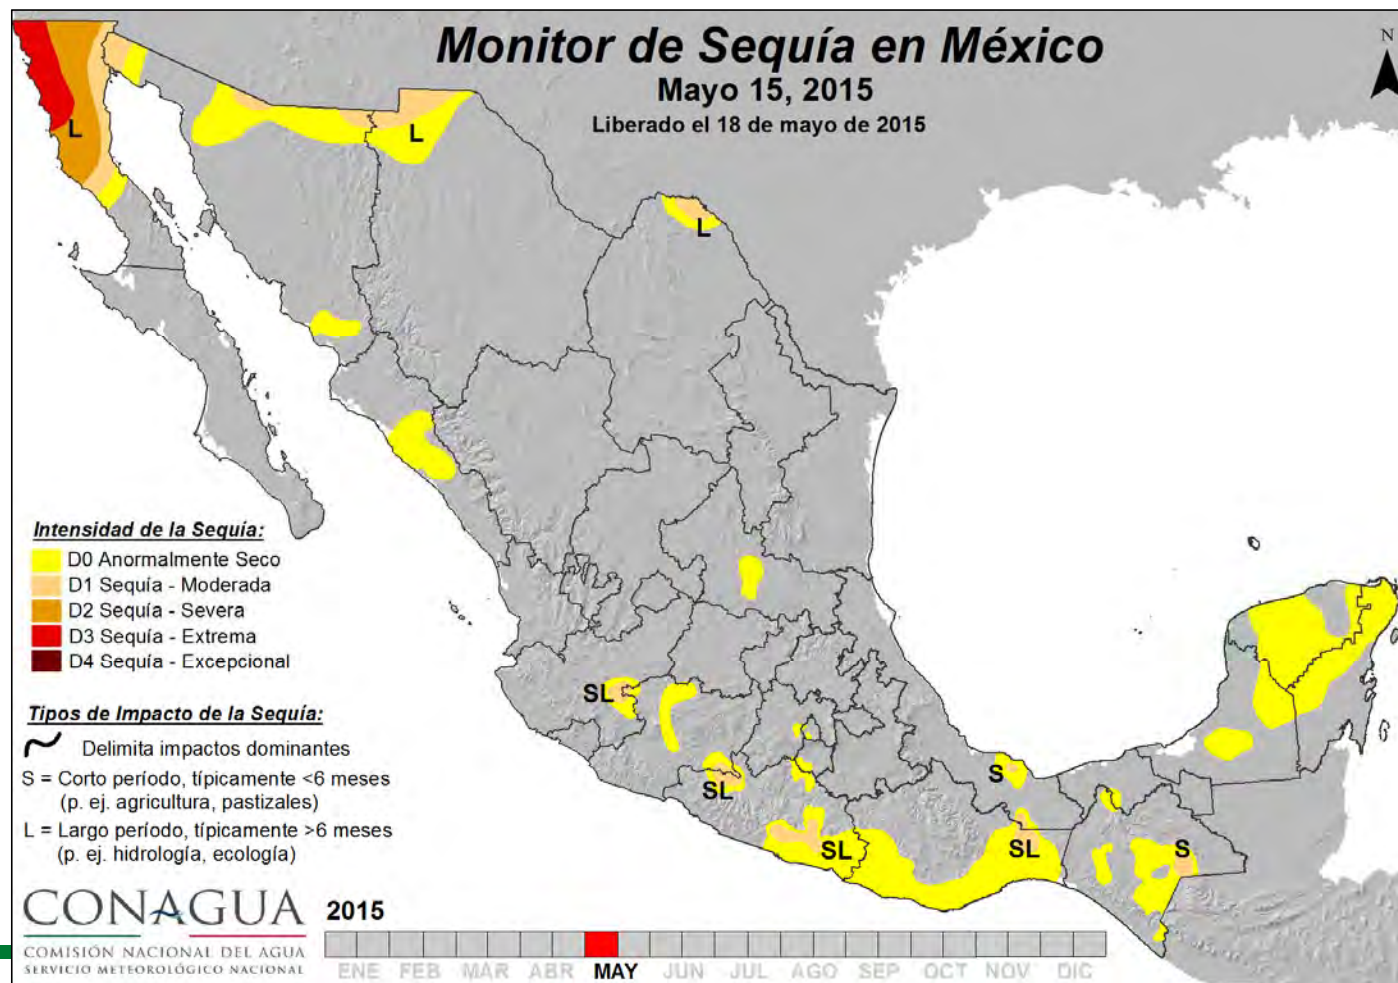 Monitor de Sequía en México
Mayo 15, 2015
Liberado el 18 de mayo de 2015
N
L
L
L
Intensidad de la Sequía:
D0 Anormalmente Seco
D1 Sequía - Moderada
D2 Sequía - Severa
D3 Sequía - Extrema
D4 Sequía - Excepcional
SL
SL
SL
SL
S
S
Tipos de Impacto de la Sequía:
Delimita impactos dominantes
S = Corto período, típicamente <6 meses
(p. ej. agricultura, pastizales)
L = Largo período, típicamente >6 meses
(p. ej. hidrología, ecología)
CONAGUA
COMISIÓN NACIONAL DEL AGUA
SERVICIO METEOROLÓGICO NACIONAL
2015
ENE FEB MAR ABR MAY JUN JUL AGO SEP OCT NOV DIC